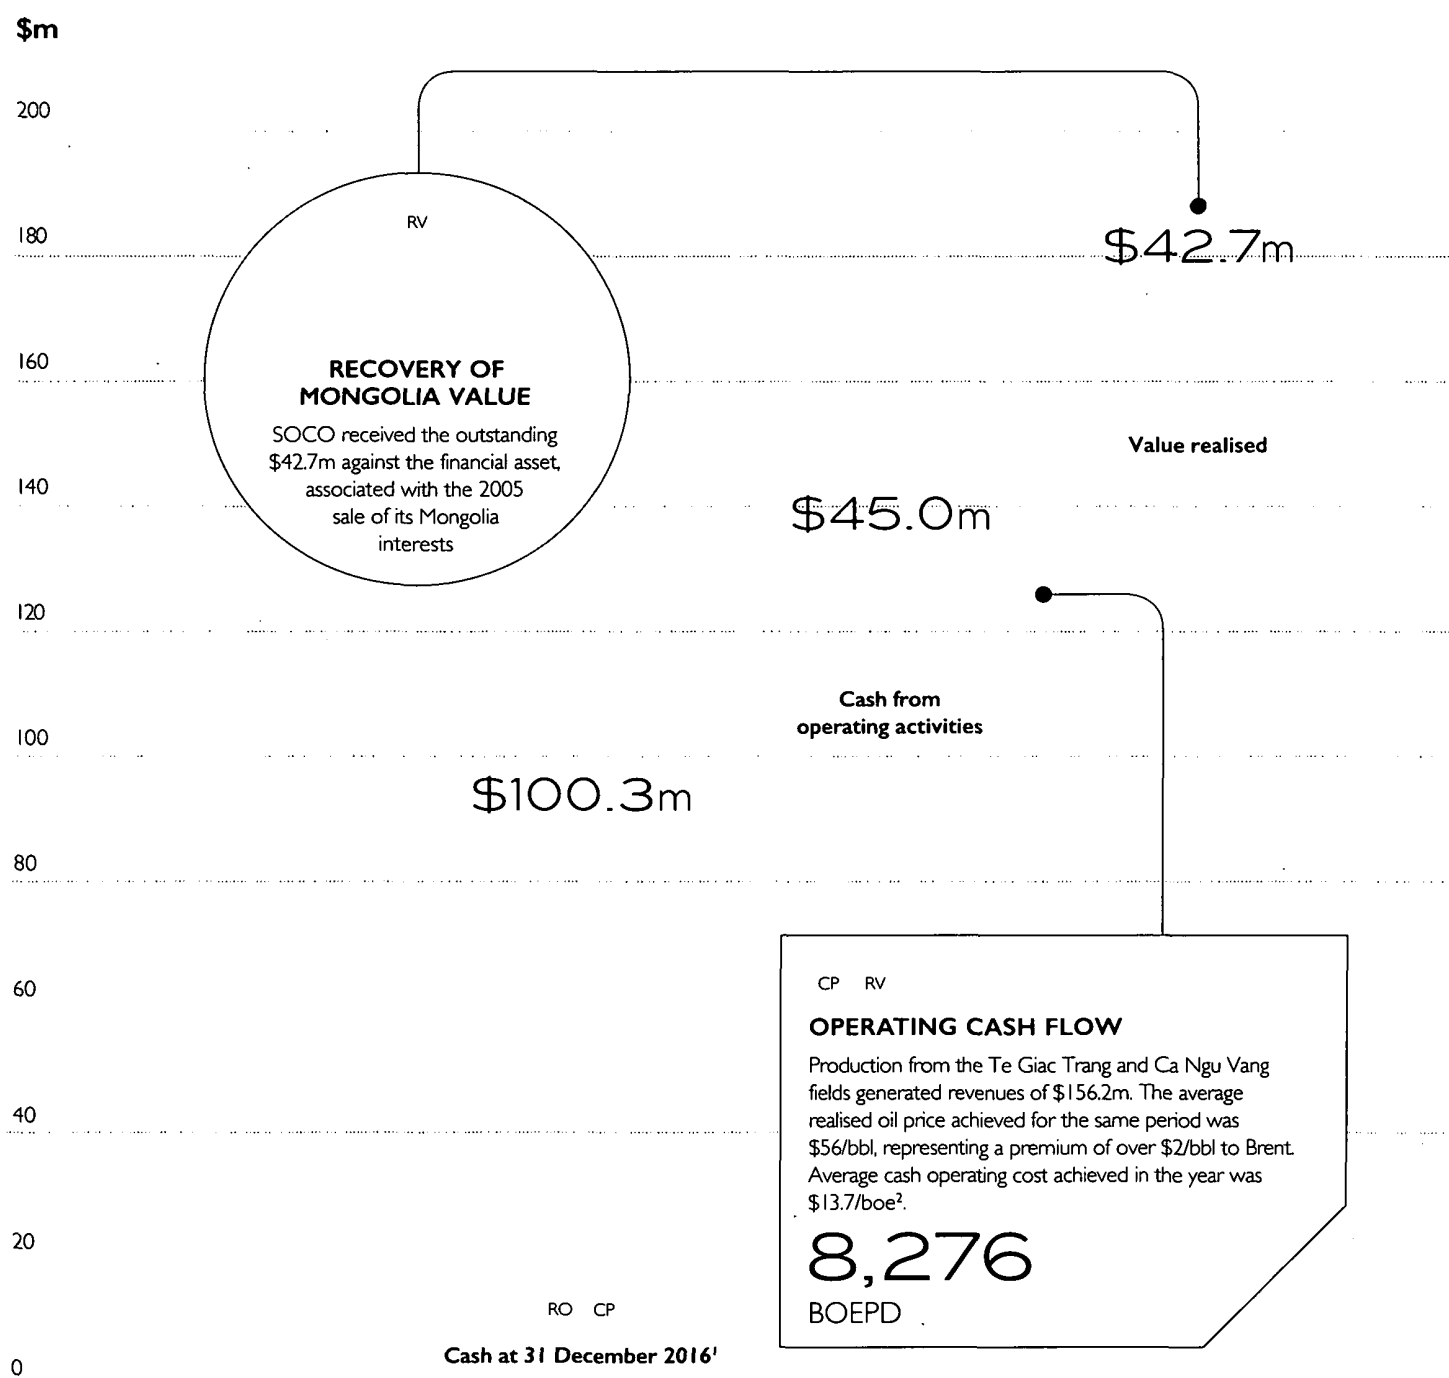 $m
200
RV
180
$42.7m
160
RECOVERY OF
MONGOLIA VALUE
SOCO received the outstanding
$42.7m against the financial asset,
associated with the 2005
sale of its Mongolia
interests
Value realised
140
$45.0m
120
Cash from
operating activities
100
$100.3m
80
60
CP RV
OPERATING CASH FLOW
Production from the Te Giac Trang and Ca Ngu Vang
fields generated revenues of $156.2m. The average
realised oil price achieved for the same period was
$56/bbl, representing a premium of over $2/bbl to Brent.
Average cash operating cost achieved in the year was
$13.7/boe².
8,276
BOEPD
40
20
RO CP
Cash at 31 December 2016¹
0